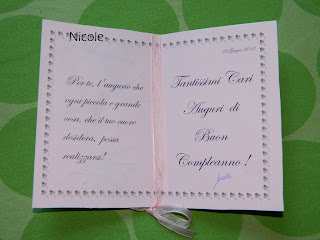 Nicole
Per te, l'augurio che
ogni piccola e grande
cosa, che il tuo cuore
desidera, possa
realizzarsi!
Tantissimi Cari
Auguri di
Buon
Compleanno !